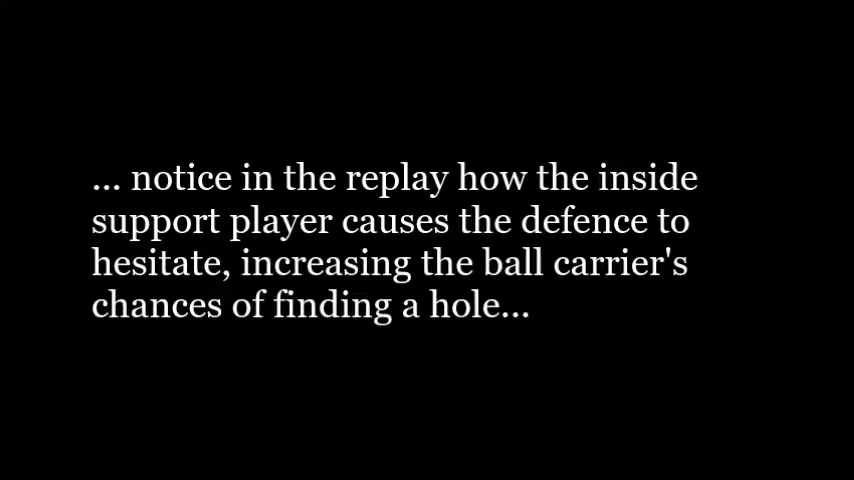 ... notice in the replay how the inside
support player causes the defence to
hesitate, increasing the ball carrier's
chances of finding a hole...